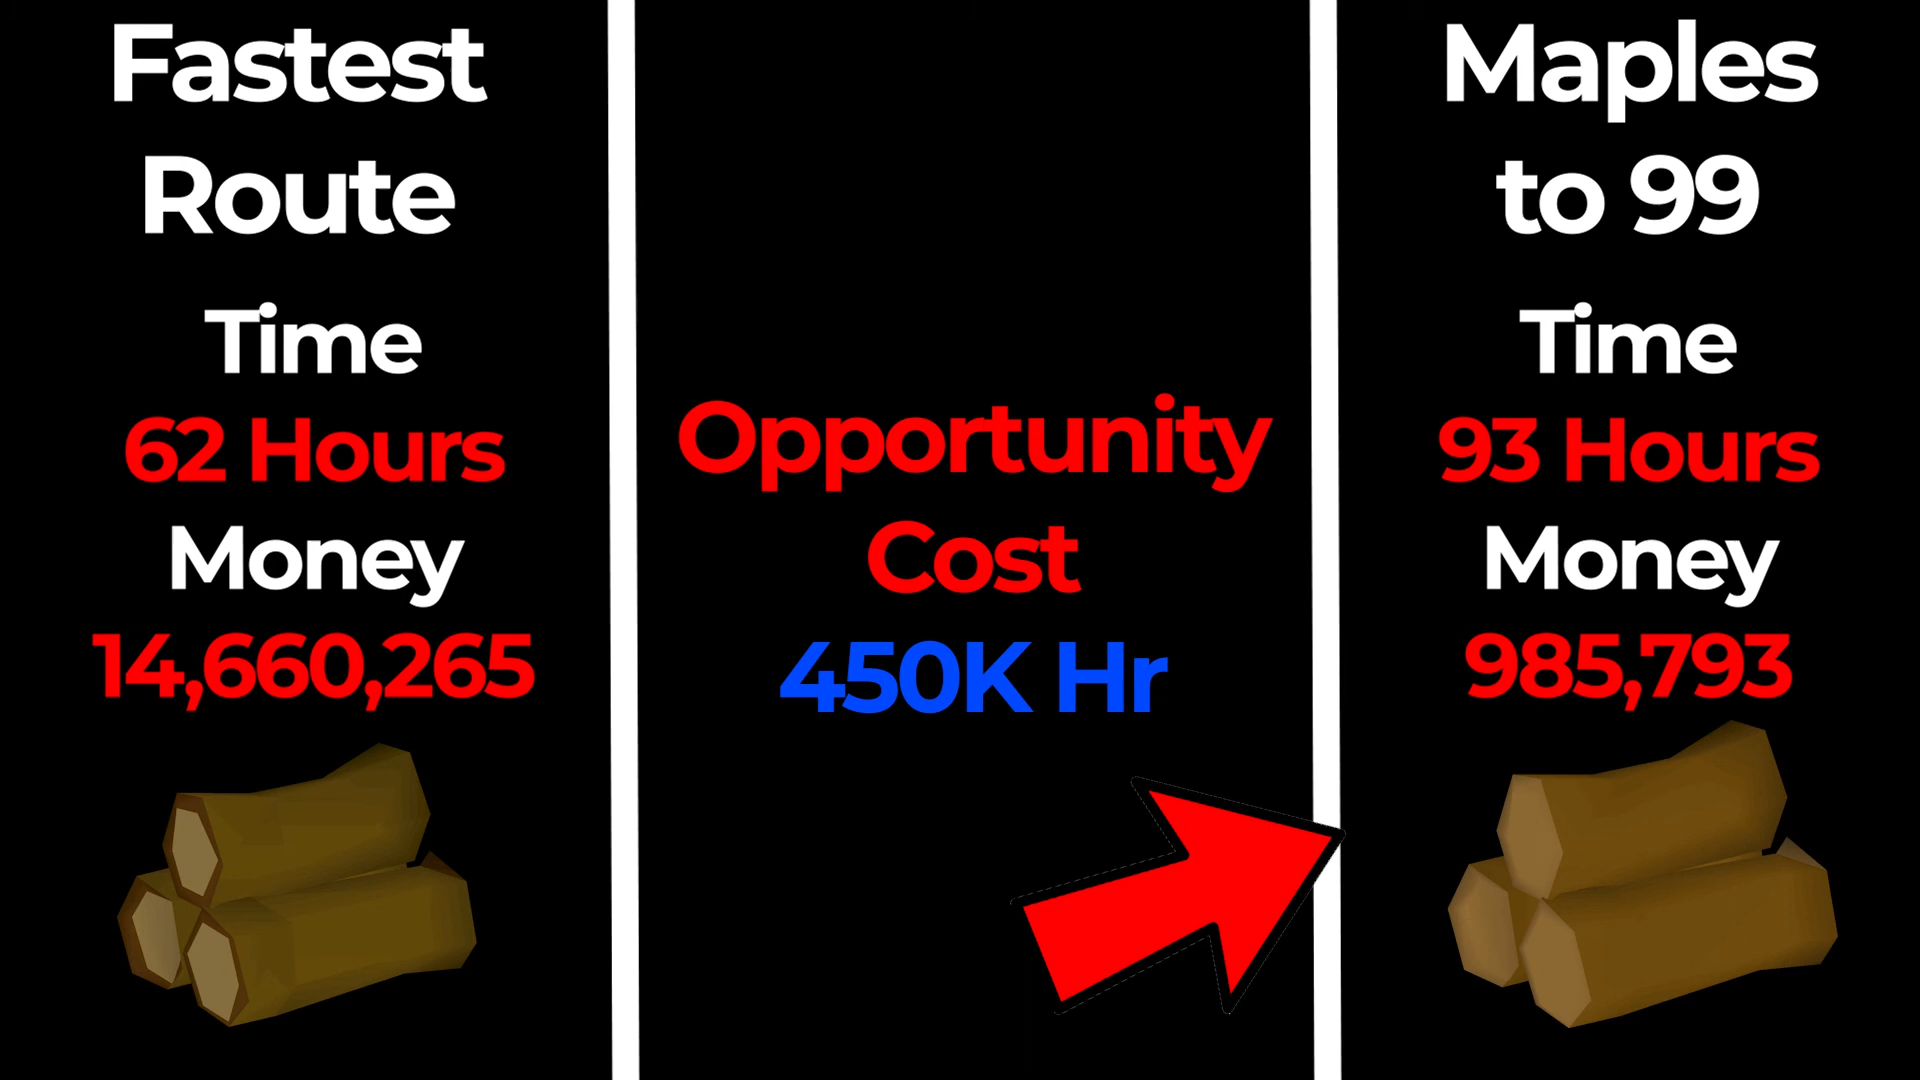 Fastest
Route
Time
62 Hours
Money
14,660,265
Opportunity
Cost
450K Hr
Maples
to 99
Time
93 Hours
Money
985,793